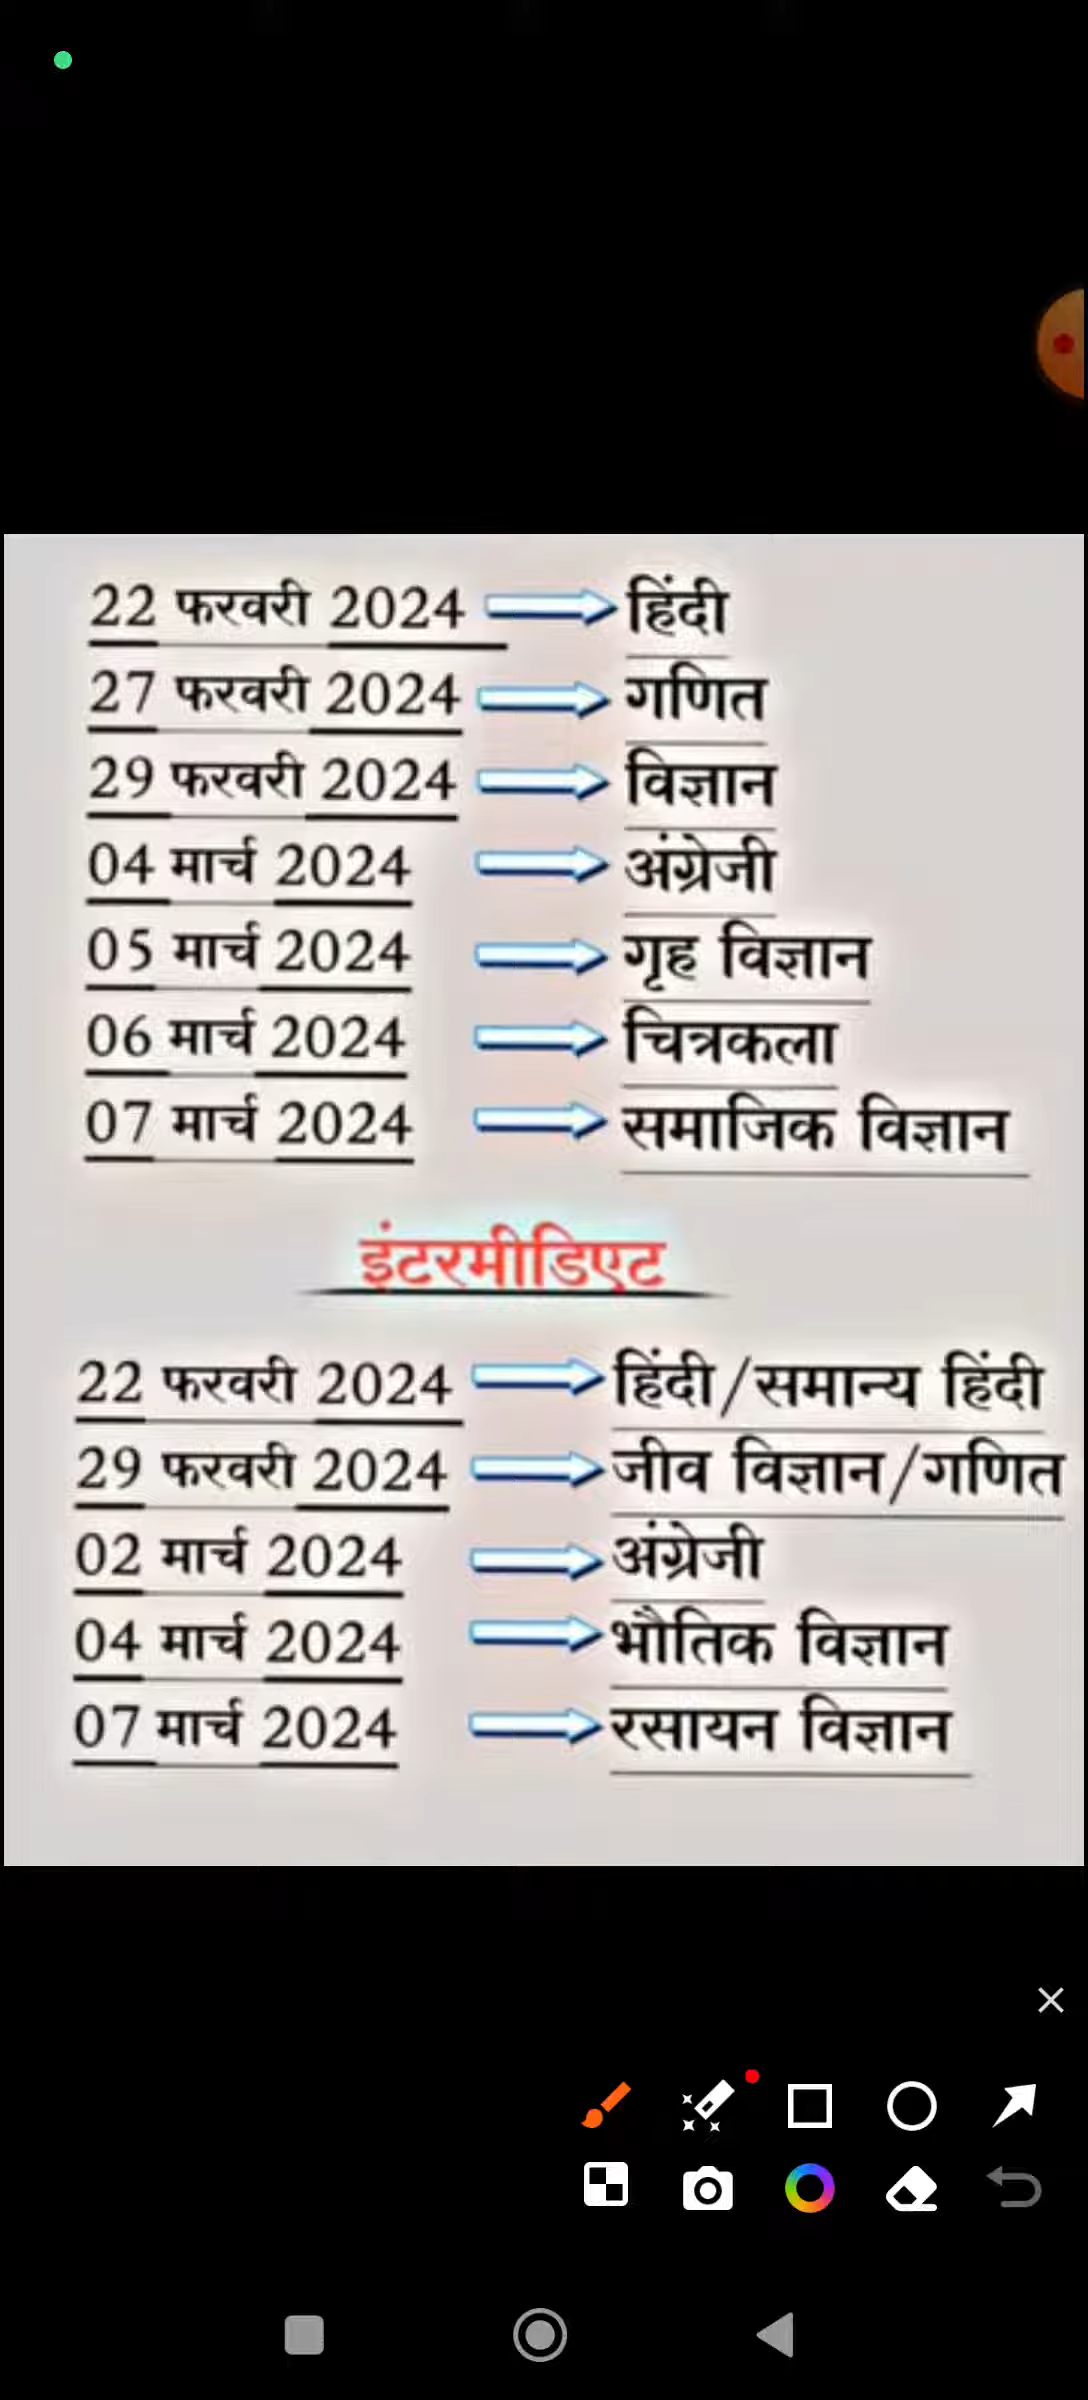 22 फरवरी 2024 हिंदी
27 फरवरी 2024 गणित
29 फरवरी 2024 विज्ञान
04 मार्च 2024 अंग्रेजी
05 मार्च 2024 गृह विज्ञान
06 मार्च 2024 चित्रकला
07 मार्च 2024 समाजिक विज्ञान
इंटरमीडिएट
22 फरवरी 2024 हिंदी/समान्य हिंदी
29 फरवरी 2024 जीव विज्ञान/गणित
02 मार्च 2024 अंग्रेजी
04 मार्च 2024 भौतिक विज्ञान
07 मार्च 2024 रसायन विज्ञान